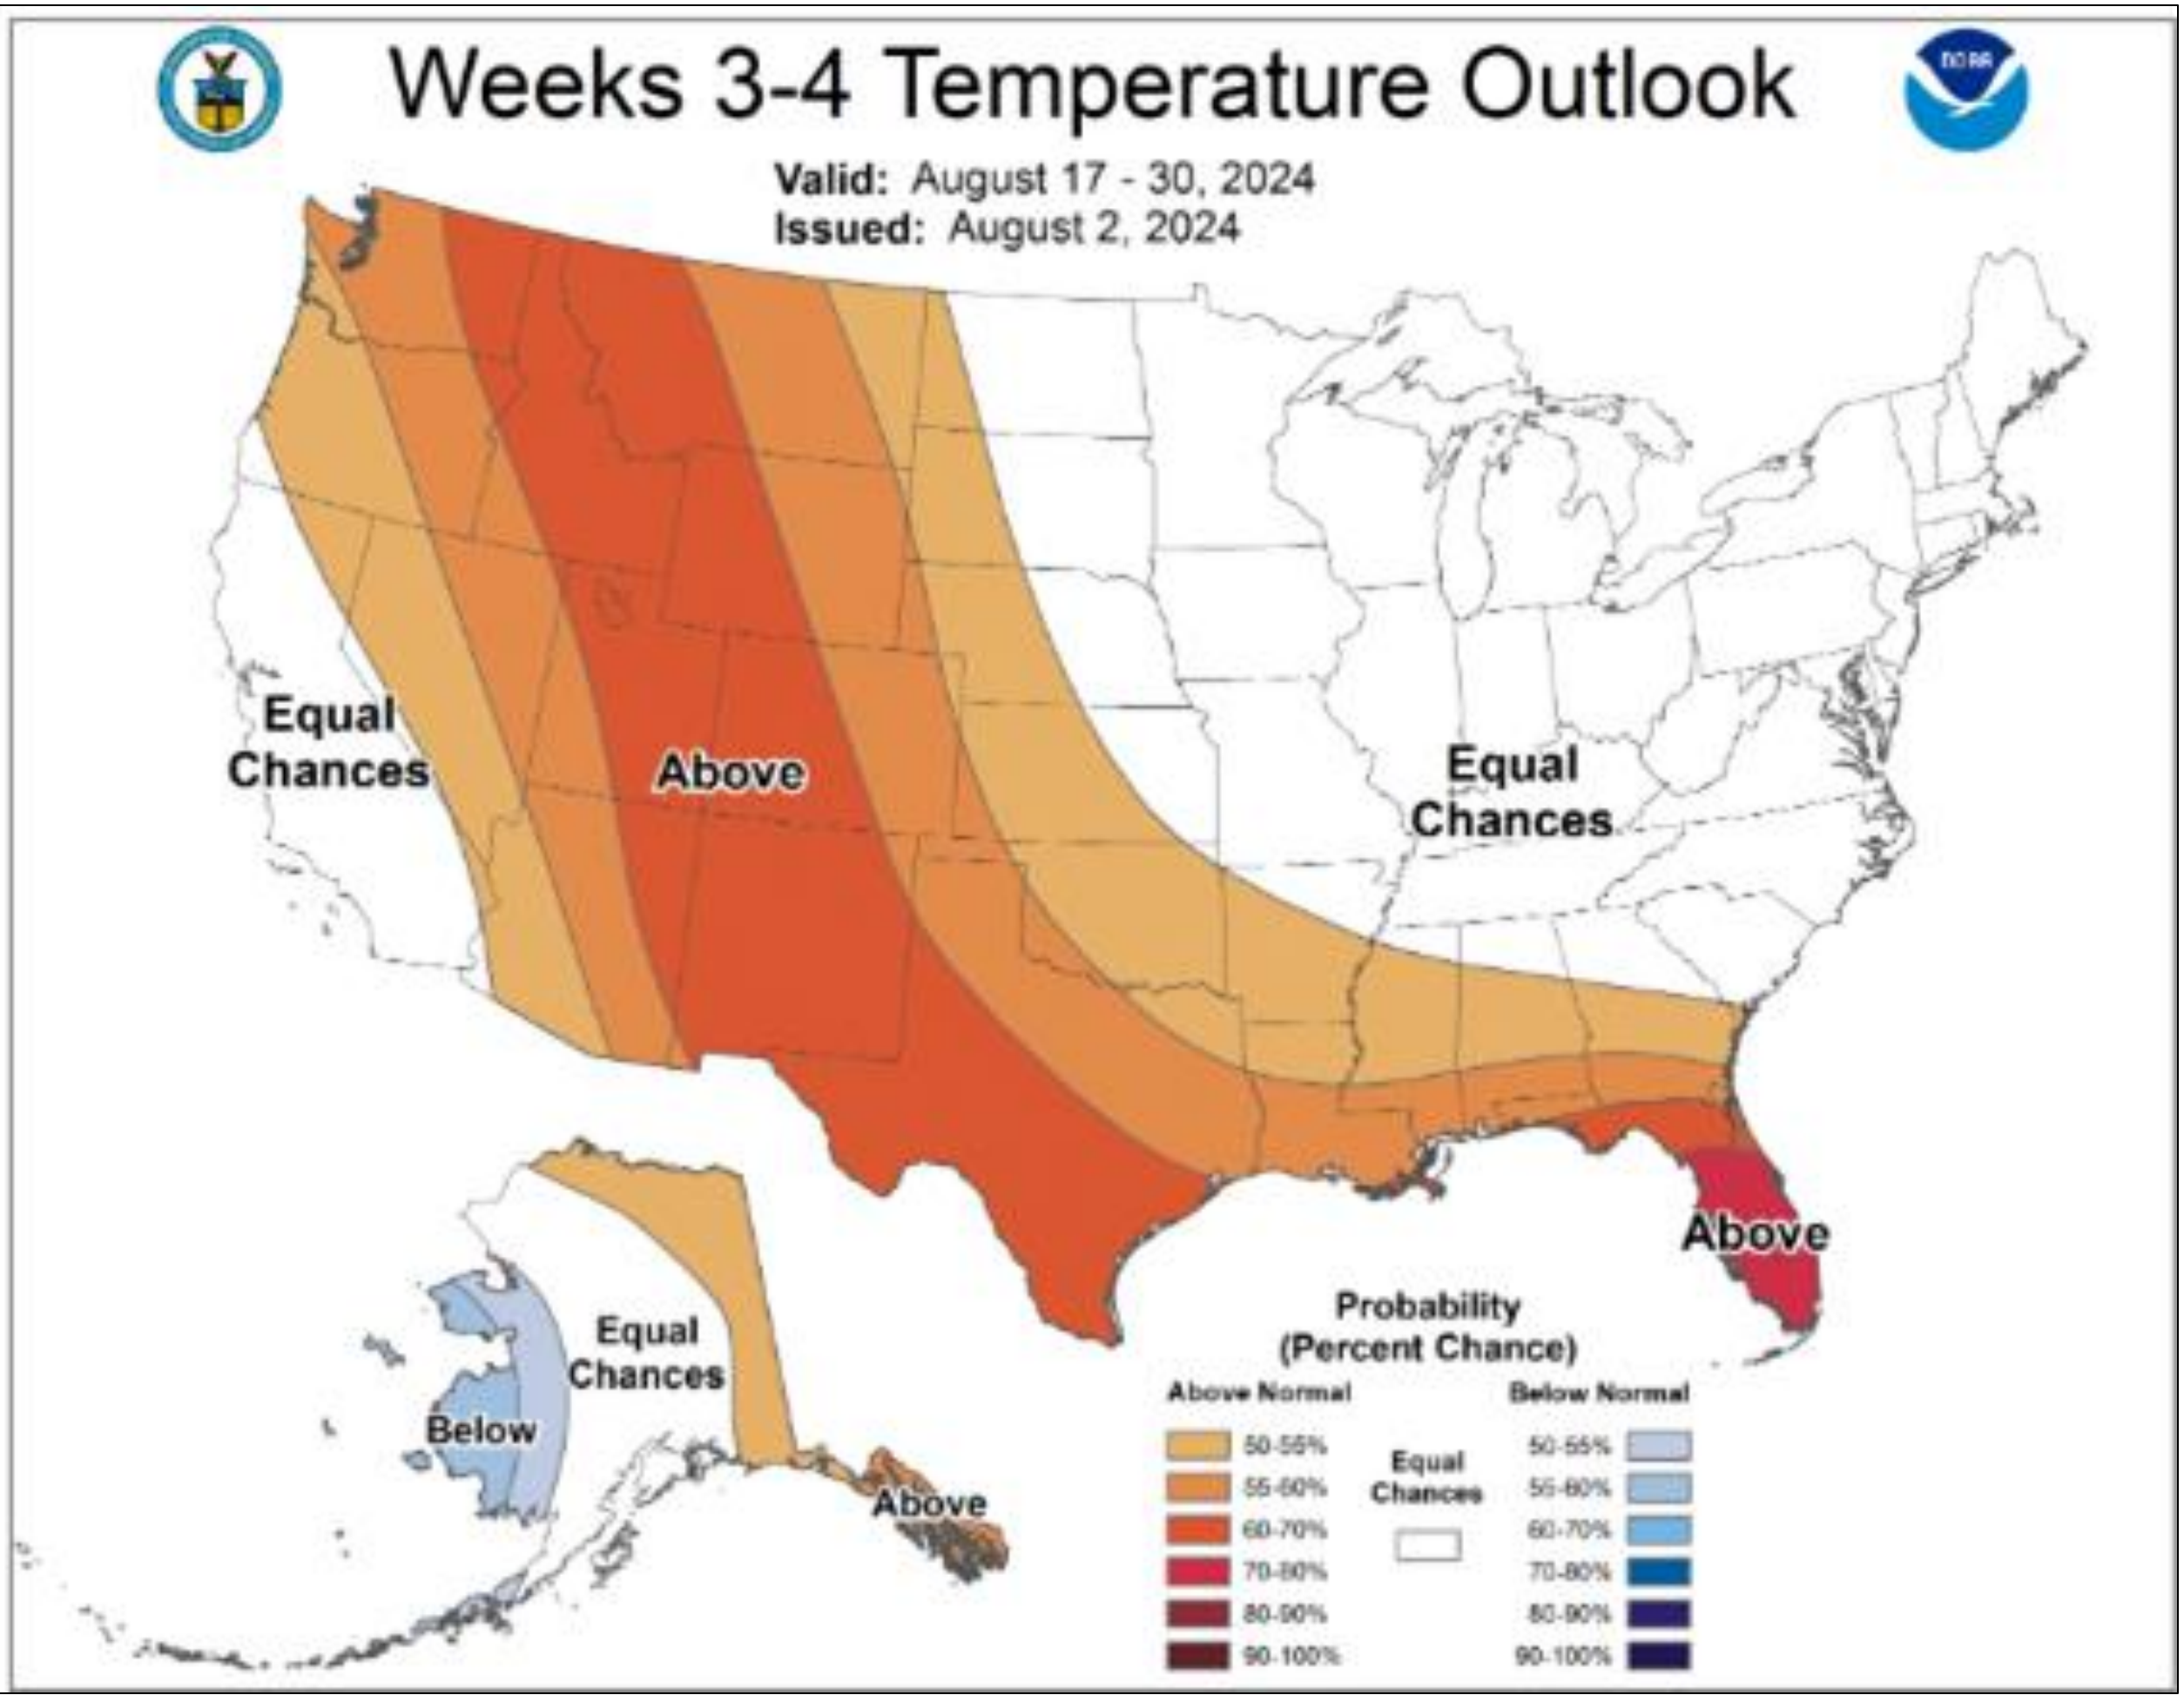 Weeks 3-4 Temperature Outlook
NOAA
Valid: August 17 - 30, 2024
Issued: August 2, 2024
Equal
Chances
Above
Equal
Chances
Above
Equal
Chances
Below
Above
Probability
(Percent Chance)
Above Normal
50-55%
55-60%
60-70%
70-80%
80-90%
90-100%
Equal
Chances
Below Normal
50-55%
55-60%
60-70%
70-80%
80-90%
90-100%